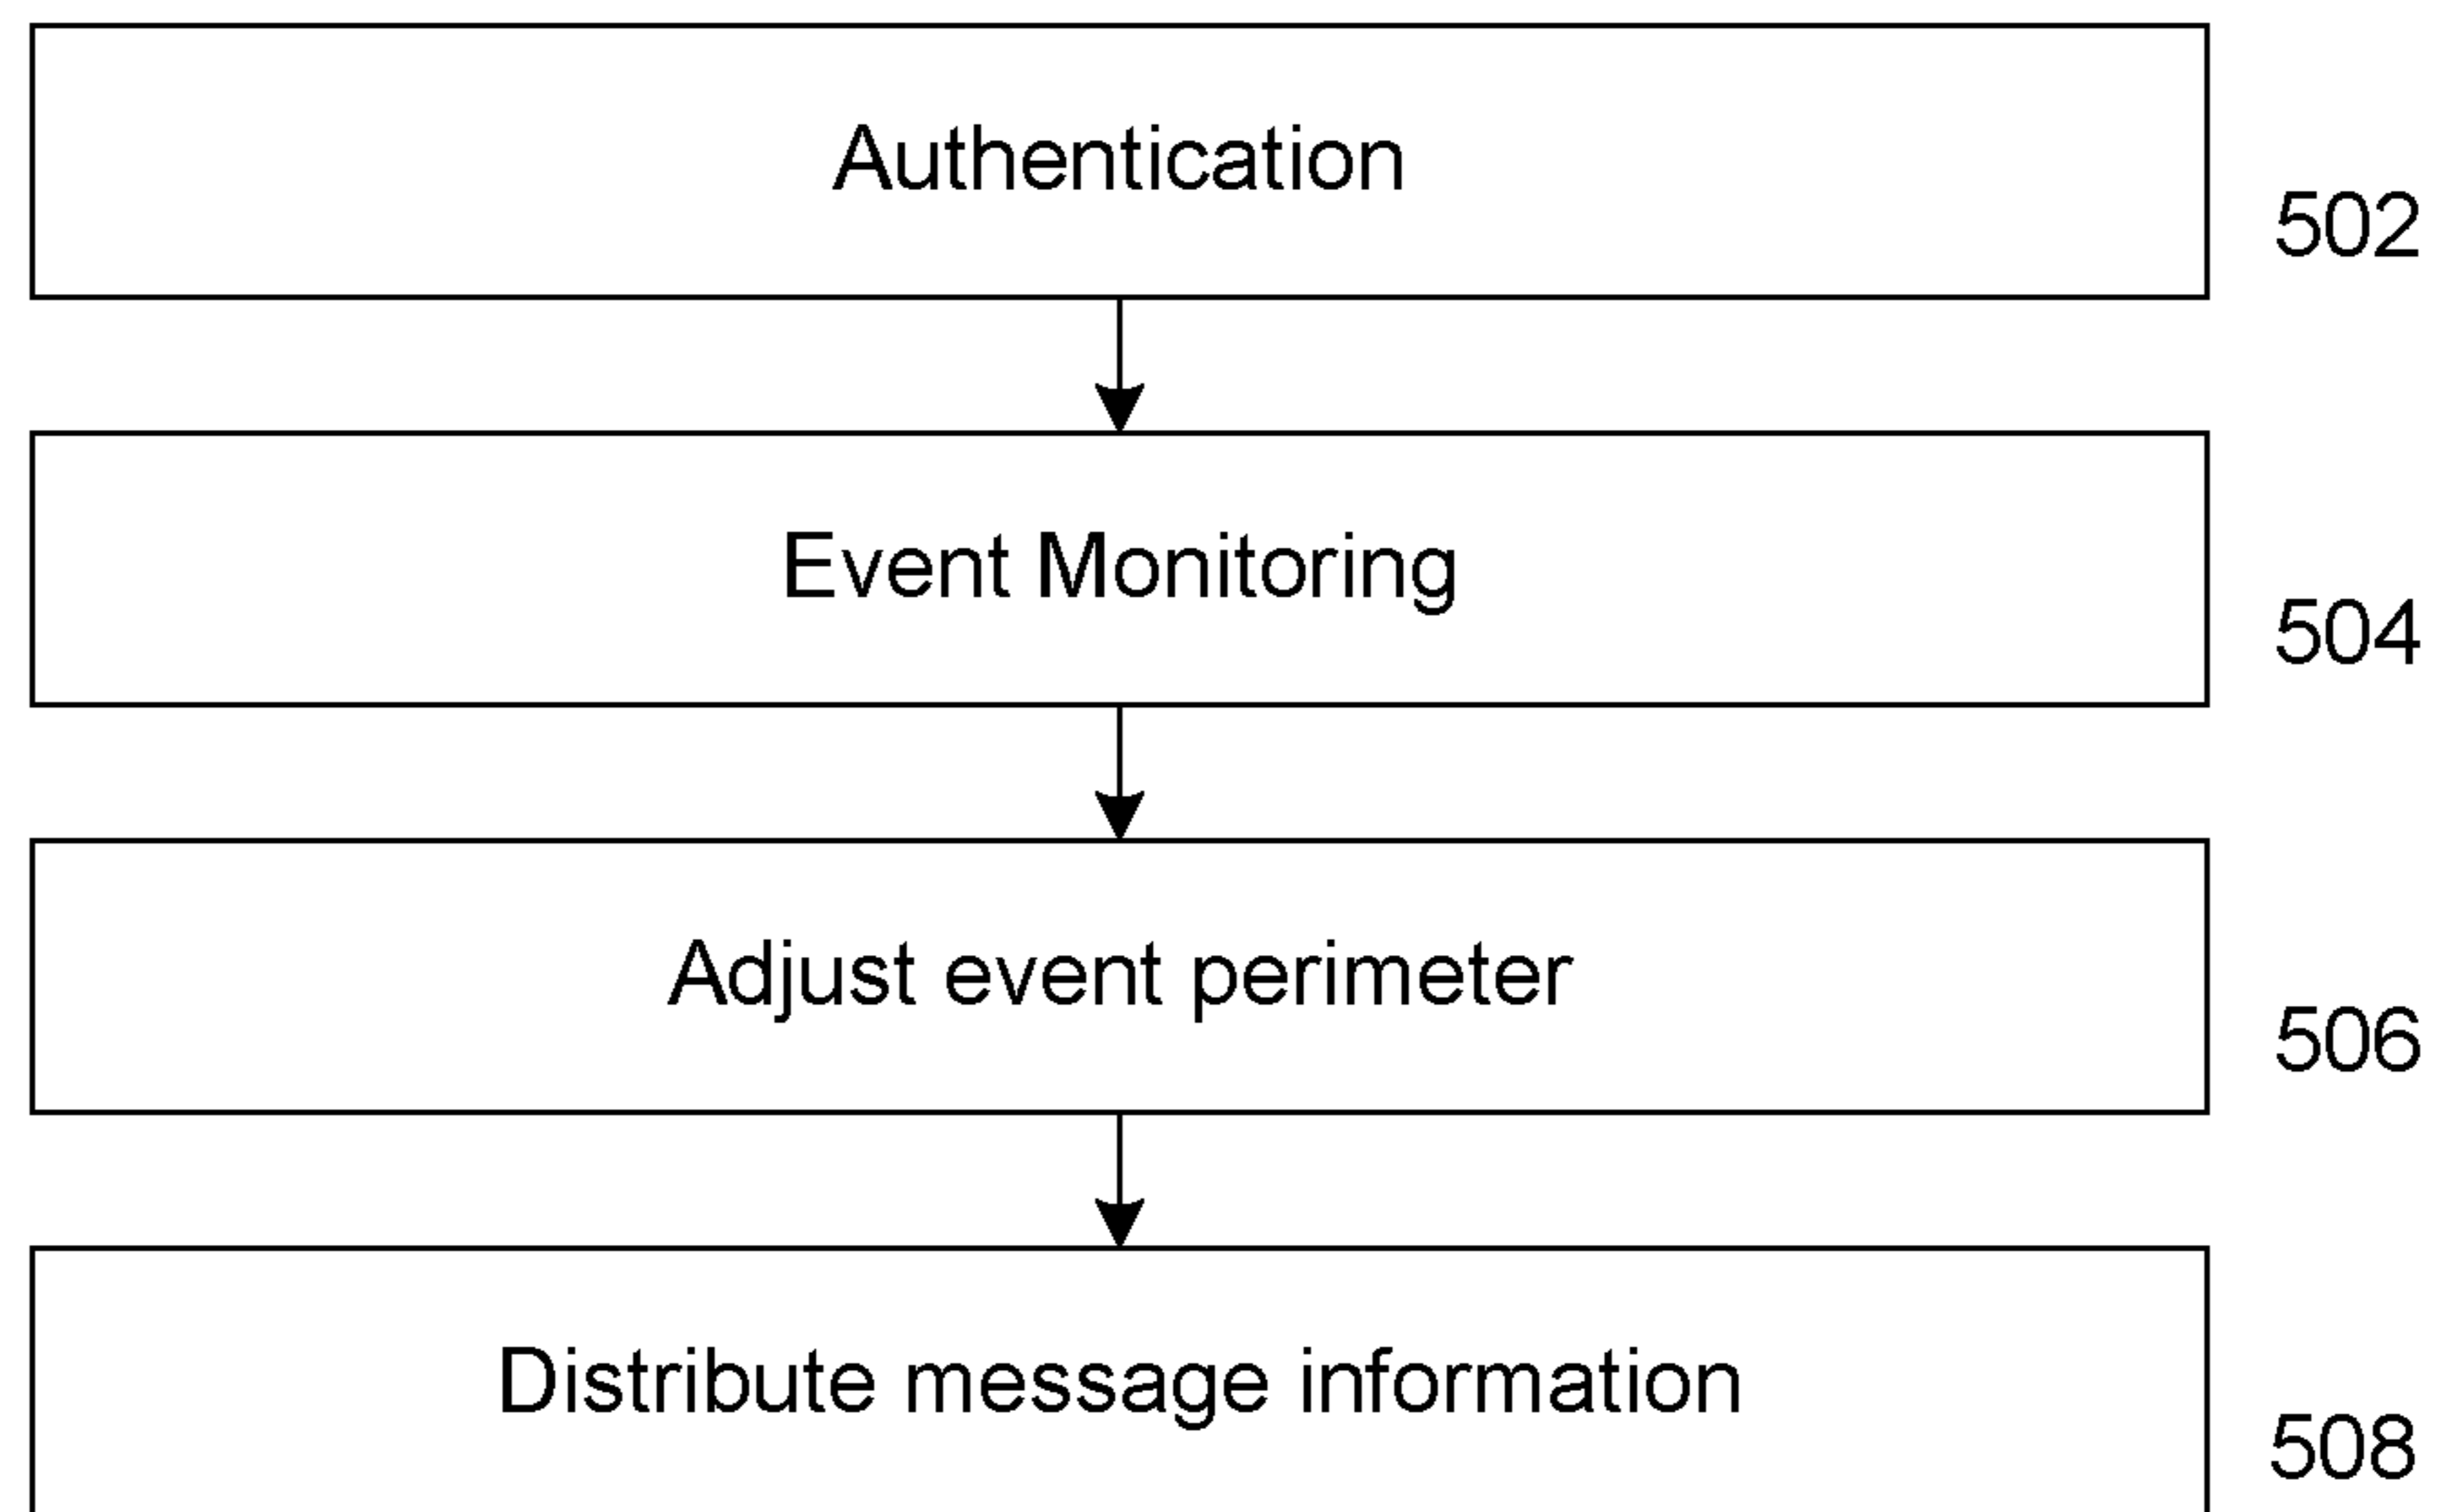 Authentication
502
Event Monitoring
504
Adjust event perimeter
506
Distribute message information
508